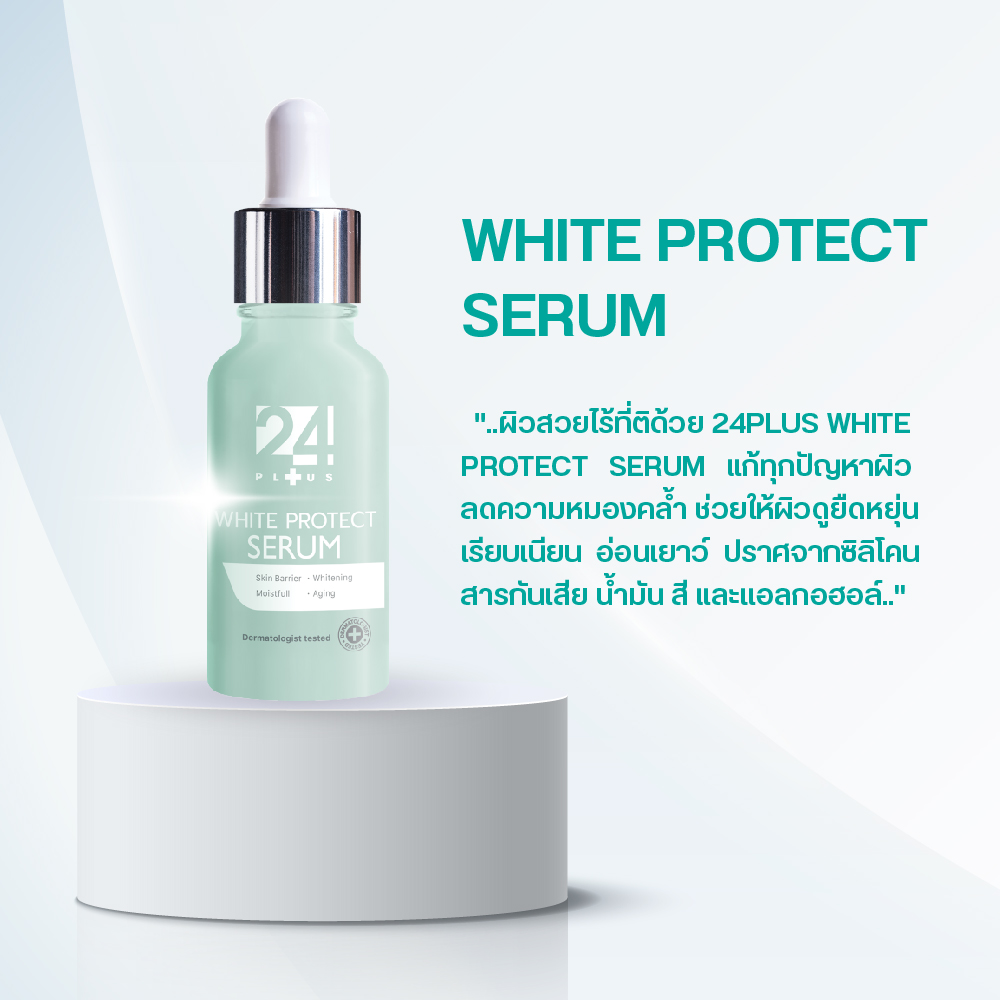 WHITE PROTECT
SERUM
"..ผิวสวยไร้ที่ติด้วย 24PLUS WHITE
PROTECT SERUM แก้ทุกปัญหาผิว
ลดความหมองคล้ำ ช่วยให้ผิวดูยืดหยุ่น
เรียบเนียน อ่อนเยาว์ ปราศจากซิลิโคน
สารกันเสีย น้ำมัน สี และแอลกอฮอล์.."
24
PLUS
WHITE PROTECT
SERUM
Skin Barrier - Whitening
Moistfull - Aging
Dermatologist tested